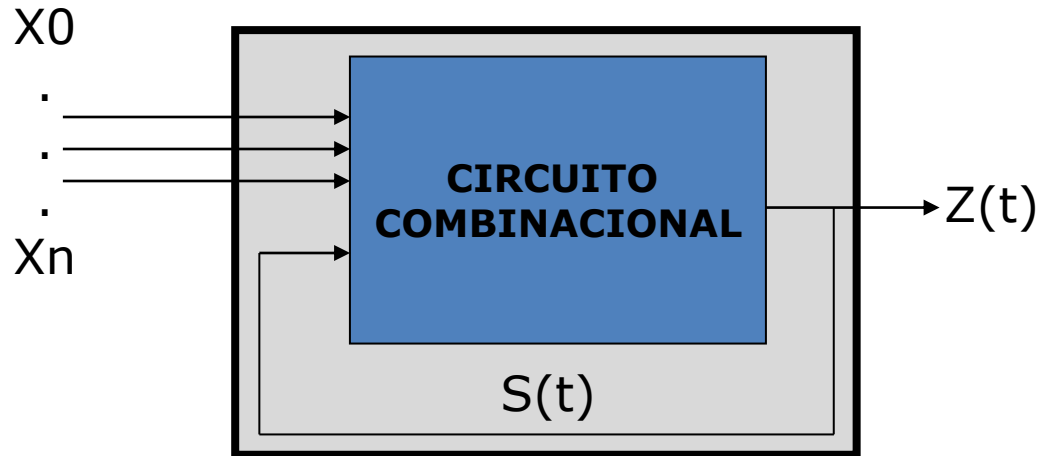 X0
.
.
.
Xn
CIRCUITO
COMBINACIONAL
Z(t)
S(t)